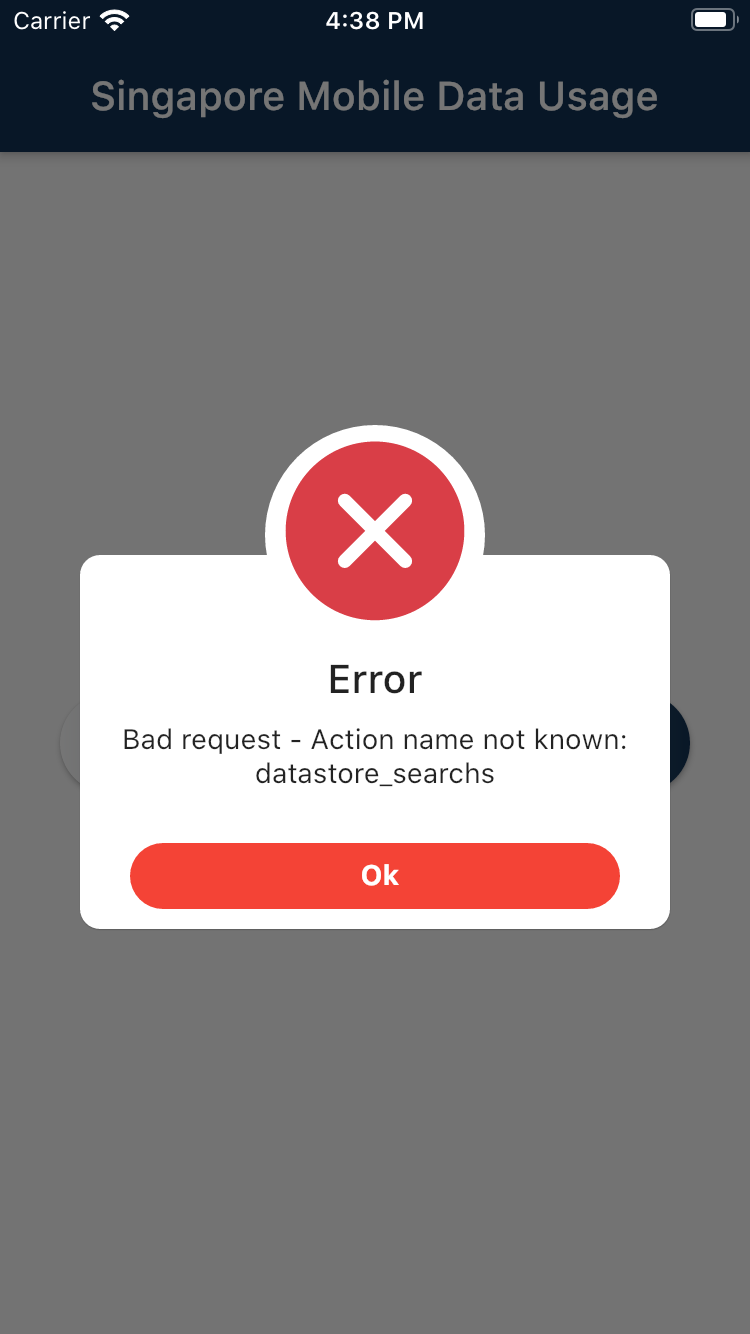 Carrier 4:38 PM
Singapore Mobile Data Usage
Error
Bad request - Action name not known:
datastore_searchs
Ok